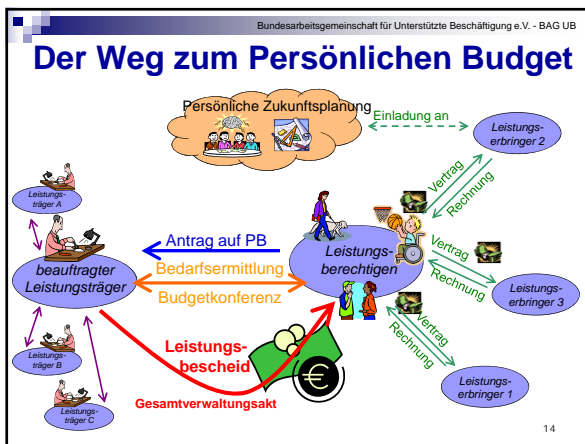 Bundesarbeitsgemeinschaft für Unterstützte Beschäftigung e.V. - BAG UB
Der Weg zum Persönlichen Budget
Persönliche Zukunftsplanung
Einladung an
Leistungs-
erbringer 2
Vertrag
Rechnung
Leistungs-
träger A
Antrag auf PB
beauftragter
Leistungsträger
Bedarfsermittlung
Budgetkonferenz
Leistungs-
berechtigen
Vertrag
Rechnung
Leistungs-
erbringer 3
Leistungs-
träger B
Leistungs-
bescheid
€
Vertrag
Rechnung
Leistungs-
erbringer 1
Leistungs-
träger C
Gesamtverwaltungsakt
14